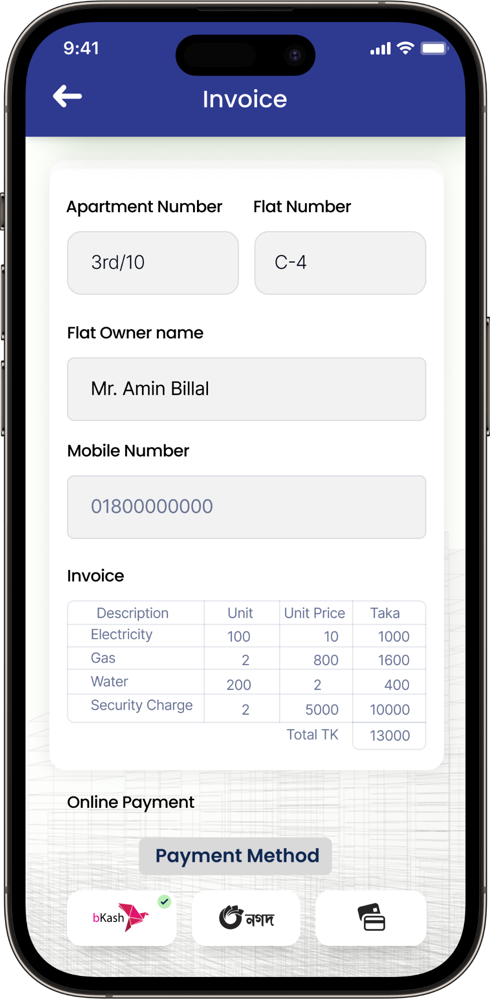 9:41
Invoice
Apartment Number Flat Number
3rd/10 C-4
Flat Owner name
Mr. Amin Billal
Mobile Number
01800000000
Invoice
Description Unit Unit Price Taka
Electricity 100 10 1000
Gas 2 800 1600
Water 200 2 400
Security Charge 2 5000 10000
Total TK 13000
Online Payment
Payment Method
bKash নগদ